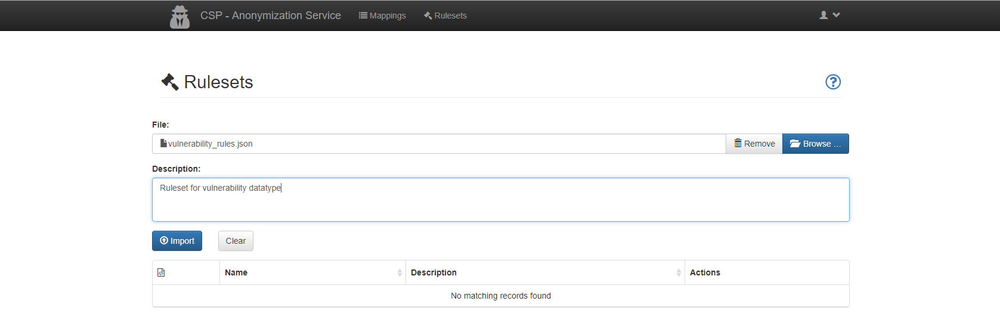 CSP - Anonymization Service Mappings Rulesets
Rulesets
File:
vulnerability_rules.json Remove Browse ...
Description:
Ruleset for vulnerability datatype
Import Clear
Name Description Actions
No matching records found